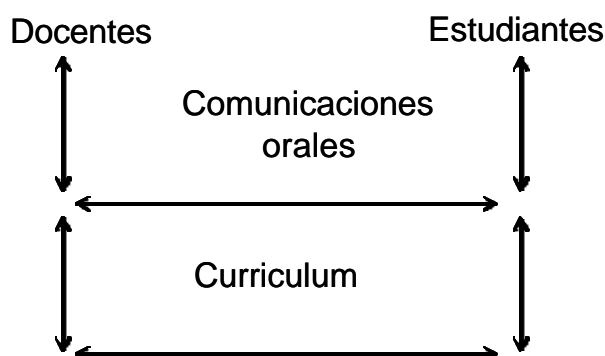 Docentes
Estudiantes
Comunicaciones
orales
Curriculum